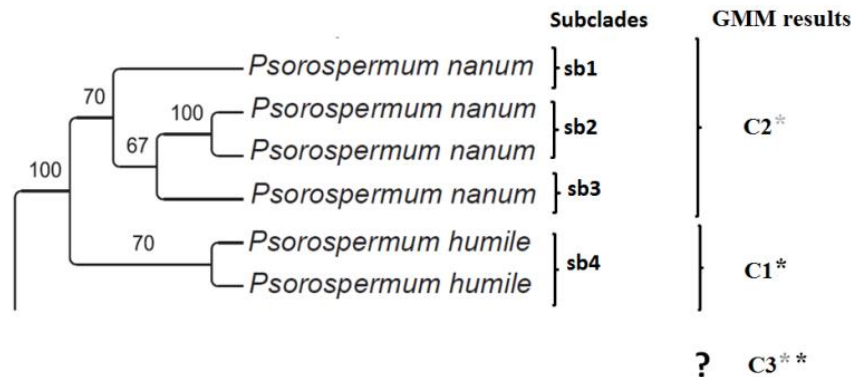 Subclades GMM results
Psorospermum nanum sb1
70
100 Psorospermum nanum
sb2
C2*
67 Psorospermum nanum
100
Psorospermum nanum sb3
70 Psorospermum humile
sb4 C1*
Psorospermum humile
? C3**